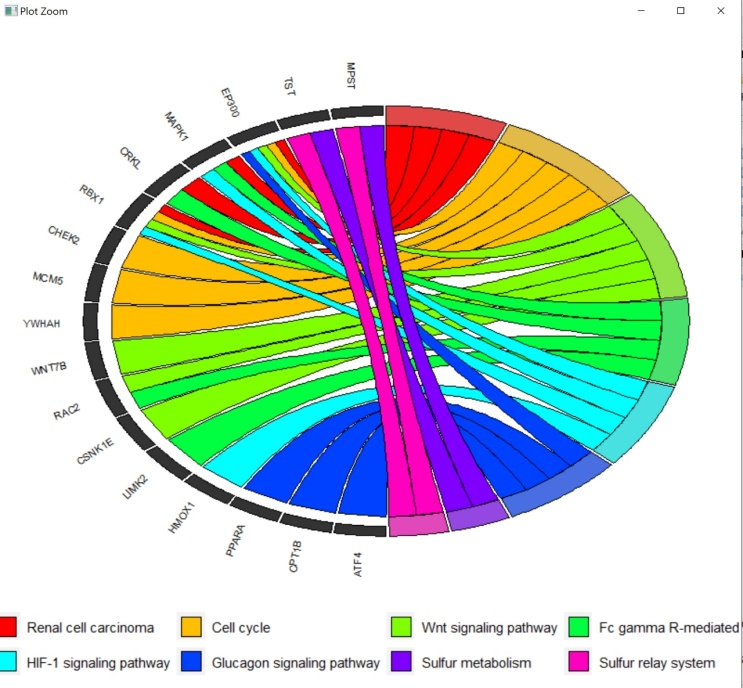 Plot Zoom
MPST
TST
EP300
MAPK1
CRKL
RBX1
CHEK2
MCM5
YWHAH
WNT7B
RAC2
CSNK1E
LIMK2
HMOX1
PPARA
CPT1B
ATF4
Renal cell carcinoma Cell cycle Wnt signaling pathway Fc gamma R-mediated
HIF-1 signaling pathway Glucagon signaling pathway Sulfur metabolism Sulfur relay system